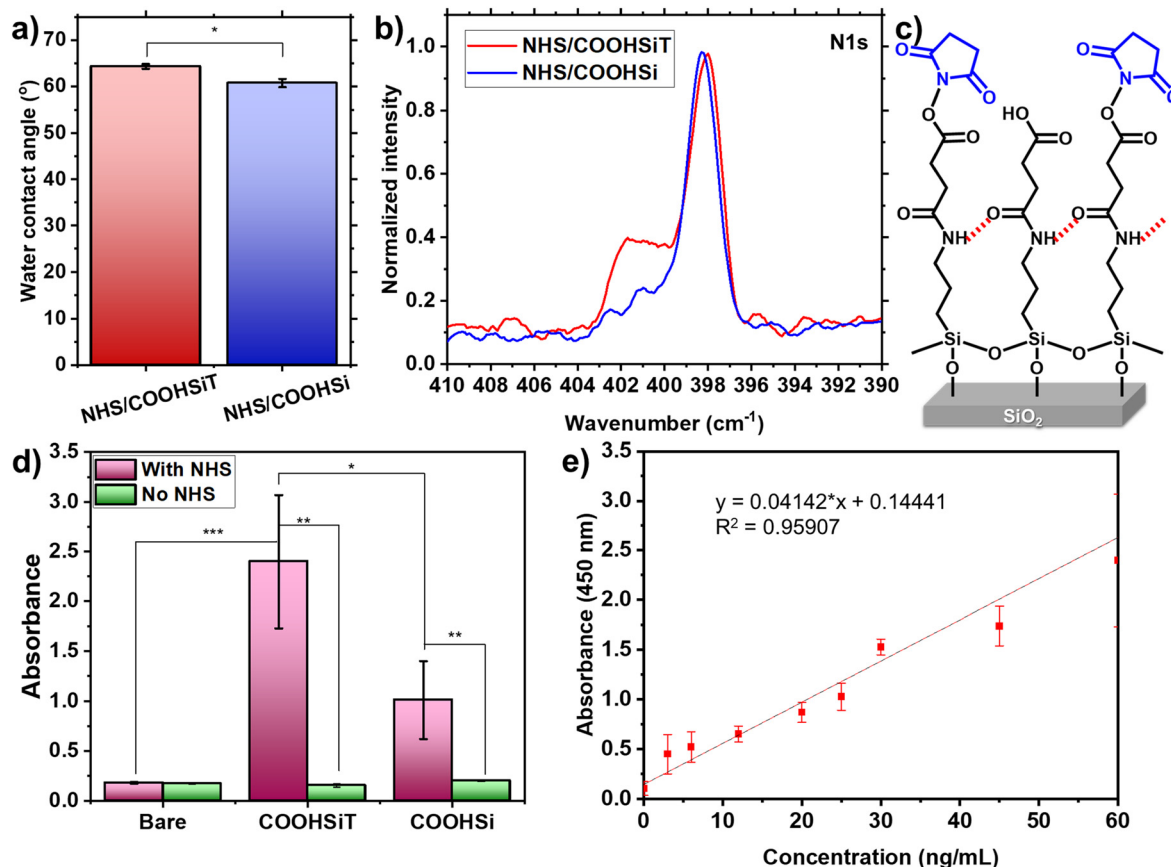 a)
*
Water contact angle (º)
70
60
50
40
30
20
10
0
NHS/COOHSiT
NHS/COOHSi
b)
NHS/COOHSiT
NHS/COOHSi
N1s
Normalized intensity
1.0
0.8
0.6
0.4
0.2
0.0
410 408 406 404 402 400 398 396 394 392 390
Wavenumber (cm⁻¹)
c)
O N O O N O
O HO O
O O O
O O O
NH NH NH
Si Si Si
O O
O O O
SiO₂
d)
With NHS
No NHS
*
***
**
**
Absorbance
3.5
3.0
2.5
2.0
1.5
1.0
0.5
0.0
Bare COOHSiT COOHSi
e)
y = 0.04142*x + 0.14441
R² = 0.95907
Absorbance (450 nm)
3.5
3.0
2.5
2.0
1.5
1.0
0.5
0.0
0 10 20 30 40 50 60
Concentration (ng/mL)